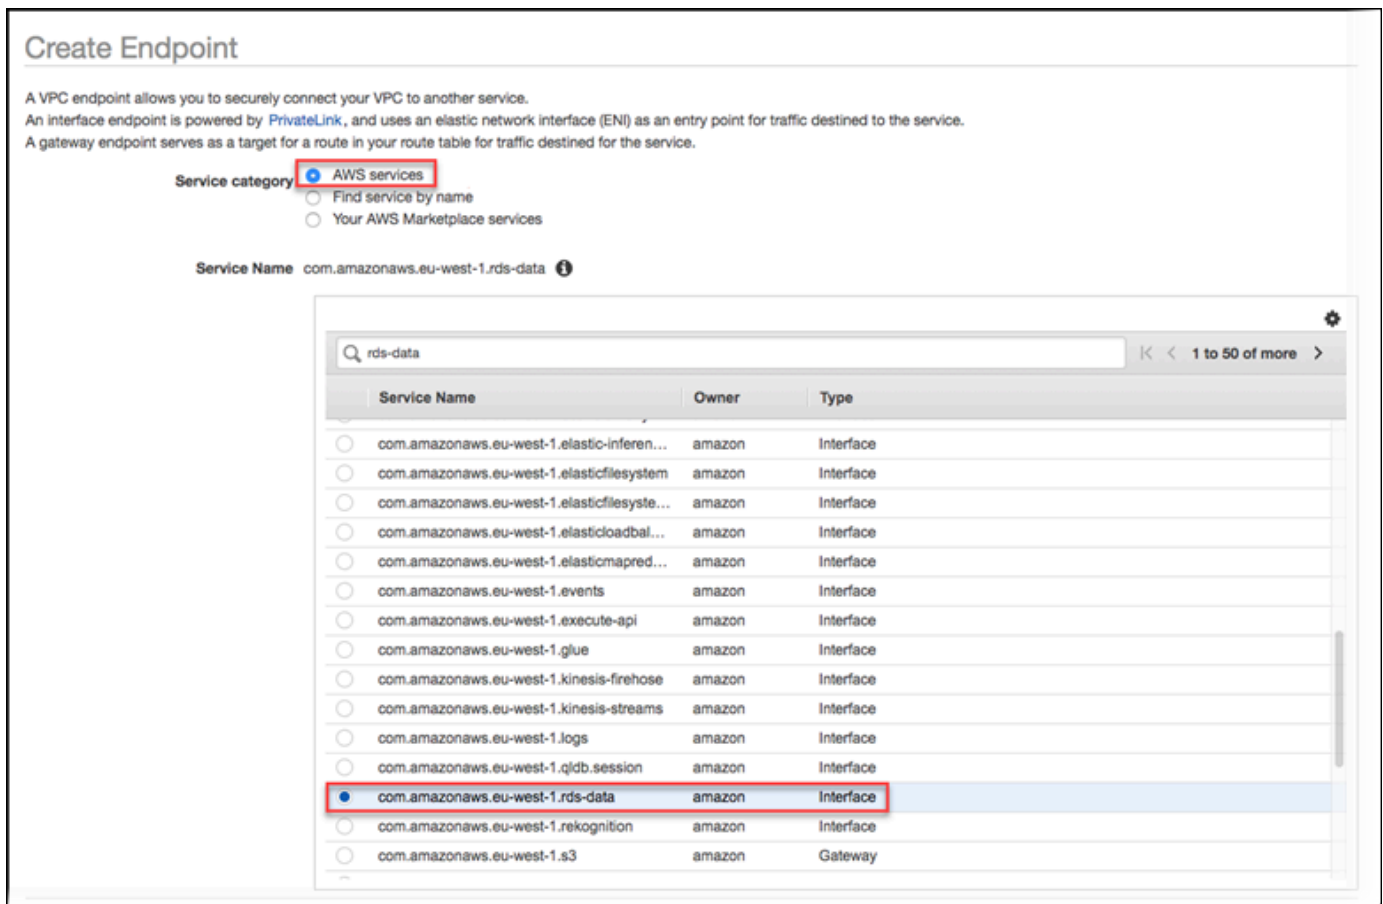 Create Endpoint
A VPC endpoint allows you to securely connect your VPC to another service.
An interface endpoint is powered by PrivateLink, and uses an elastic network interface (ENI) as an entry point for traffic destined to the service.
A gateway endpoint serves as a target for a route in your route table for traffic destined for the service.
Service category AWS services
Find service by name
Your AWS Marketplace services
Service Name com.amazonaws.eu-west-1.rds-data
rds-data 1 to 50 of more
Service Name Owner Type
com.amazonaws.eu-west-1.elastic-inferen... amazon Interface
com.amazonaws.eu-west-1.elasticfilesystem amazon Interface
com.amazonaws.eu-west-1.elasticfilesyste... amazon Interface
com.amazonaws.eu-west-1.elasticloadbal... amazon Interface
com.amazonaws.eu-west-1.elasticmapred... amazon Interface
com.amazonaws.eu-west-1.events amazon Interface
com.amazonaws.eu-west-1.execute-api amazon Interface
com.amazonaws.eu-west-1.glue amazon Interface
com.amazonaws.eu-west-1.kinesis-firehose amazon Interface
com.amazonaws.eu-west-1.kinesis-streams amazon Interface
com.amazonaws.eu-west-1.logs amazon Interface
com.amazonaws.eu-west-1.qldb.session amazon Interface
com.amazonaws.eu-west-1.rds-data amazon Interface
com.amazonaws.eu-west-1.rekognition amazon Interface
com.amazonaws.eu-west-1.s3 amazon Gateway